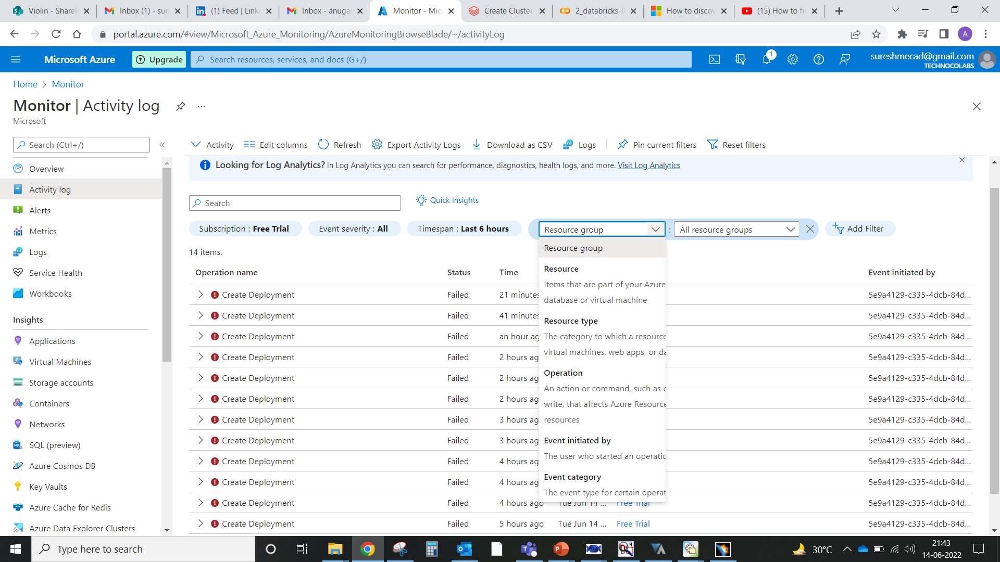 Violin - ShareP
Inbox (1) - sure
(1) Feed | Linke
Inbox - anugar
Monitor - Micr
Create Cluster
2_databricks-I
How to discov
(15) How to fin
portal.azure.com/#view/Microsoft_Azure_Monitoring/AzureMonitoringBrowseBlade/~/activityLog
A
Microsoft Azure
Upgrade
Search resources, services, and docs (G+/)
1
sureshmecad@gmail.com
TECHNOCOLABS
Home > Monitor
Monitor | Activity log
...
Microsoft
Search (Ctrl+/)
«
Activity
Edit columns
Refresh
Export Activity Logs
Download as CSV
Logs
Pin current filters
Reset filters
Looking for Log Analytics? In Log Analytics you can search for performance, diagnostics, health logs, and more. Visit Log Analytics
Overview
Activity log
Alerts
Metrics
Logs
Service Health
Workbooks
Insights
Applications
Virtual Machines
Storage accounts
Containers
Networks
SQL (preview)
Azure Cosmos DB
Key Vaults
Azure Cache for Redis
Azure Data Explorer Clusters
Search
Quick Insights
Subscription : Free Trial
Event severity : All
Timespan : Last 6 hours
Resource group
:
All resource groups
Add Filter
14 items.
Resource group
Resource
Items that are part of your Azure
database or virtual machine
Resource type
The category to which a resource
virtual machines, web apps, or da
Operation
An action or command, such as c
write, that affects Azure Resource
resources
Event initiated by
The user who started an operatio
Event category
The event type for certain operat
Operation name Status Time Event initiated by
Create Deployment Failed 21 minutes 5e9a4129-c335-4dcb-84d...
Create Deployment Failed 41 minutes 5e9a4129-c335-4dcb-84d...
Create Deployment Failed an hour ag 5e9a4129-c335-4dcb-84d...
Create Deployment Failed 2 hours ag 5e9a4129-c335-4dcb-84d...
Create Deployment Failed 2 hours ag 5e9a4129-c335-4dcb-84d...
Create Deployment Failed 2 hours ag 5e9a4129-c335-4dcb-84d...
Create Deployment Failed 3 hours ag 5e9a4129-c335-4dcb-84d...
Create Deployment Failed 3 hours ag 5e9a4129-c335-4dcb-84d...
Create Deployment Failed 4 hours ag 5e9a4129-c335-4dcb-84d...
Create Deployment Failed 4 hours ag 5e9a4129-c335-4dcb-84d...
Create Deployment Failed 4 hours ago Tue Jun 14 ... Free Trial 5e9a4129-c335-4dcb-84d...
Create Deployment Failed 5 hours ago Tue Jun 14 ... Free Trial 5e9a4129-c335-4dcb-84d...
Type here to search
30°C
21:43
14-06-2022